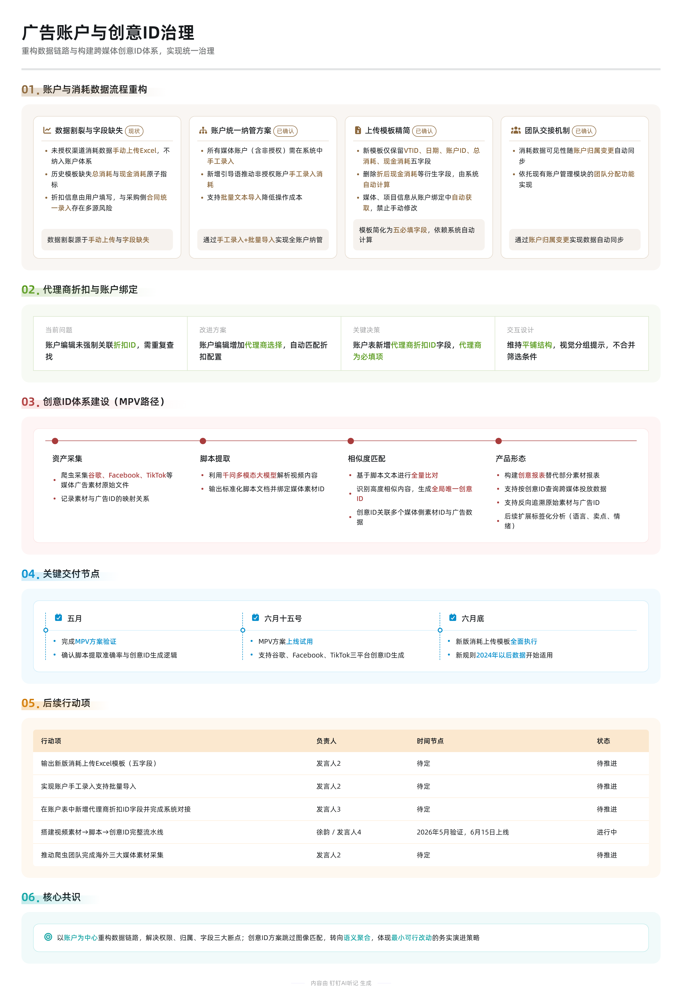 广告账户与创意ID治理
重构数据链路与构建跨媒体创意ID体系，实现统一治理
01. 账户与消耗数据流程重构
数据割裂与字段缺失 现状
未授权渠道消耗数据手动上传Excel，不
纳入账户体系
历史模板缺失总消耗与现金消耗原子指
标
折扣信息由用户填写，与采购侧合同统
一录入存在多源风险
数据割裂源于手动上传与字段缺失
账户统一纳管方案 已确认
所有媒体账户（含非授权）需在系统中
手工录入
新增引导语推动非授权账户手工录入消
耗
支持批量文本导入降低操作成本
通过手工录入+批量导入实现全账户纳管
上传模板精简 已确认
新模板仅保留VTID、日期、账户ID、总
消耗、现金消耗五字段
删除折后现金消耗等衍生字段，由系统
自动计算
媒体、项目信息从账户绑定中自动获
取，禁止手动修改
模板简化为五必填字段，依赖系统自动
计算
团队交接机制 已确认
消耗数据可见性随账户归属变更自动同
步
依托现有账户管理模块的团队分配功能
实现
通过账户归属变更实现数据自动同步
02. 代理商折扣与账户绑定
当前问题
账户编辑未强制关联折扣ID，需重复查
找
改进方案
账户编辑增加代理商选择，自动匹配折
扣配置
关键决策
账户表新增代理商折扣ID字段，代理商
为必填项
交互设计
维持平铺结构，视觉分组提示，不合并
筛选条件
03. 创意ID体系建设（MPV路径）
资产采集
爬虫采集谷歌、Facebook、TikTok等
媒体广告素材原始文件
记录素材与广告ID的映射关系
脚本提取
利用千问多模态大模型解析视频内容
输出标准化脚本文档并绑定媒体素材ID
相似度匹配
基于脚本文本进行全量比对
识别高度相似内容，生成全局唯一创意
ID
创意ID关联多个媒体侧素材ID与广告数
据
产品形态
构建创意报表替代部分素材报表
支持按创意ID查询跨媒体投放数据
支持反向追溯原始素材与广告ID
后续扩展标签化分析（语言、卖点、情
绪）
04. 关键交付节点
五月
完成MPV方案验证
确认脚本提取准确率与创意ID生成逻辑
六月十五号
MPV方案上线试用
支持谷歌、Facebook、TikTok三平台创意ID生成
六月底
新版消耗上传模板全面执行
新规则2024年以后数据开始适用
05. 后续行动项
行动项 负责人 时间节点 状态
输出新版消耗上传Excel模板（五字段） 发言人2 待定 待推进
实现账户手工录入支持批量导入 发言人2 待定 待推进
在账户表中新增代理商折扣ID字段并完成系统对接 发言人3 待定 待推进
搭建视频素材→脚本→创意ID完整流水线 徐韵 / 发言人4 2026年5月验证，6月15日上线 进行中
推动爬虫团队完成海外三大媒体素材采集 发言人2 待定 待推进
06. 核心共识
以账户为中心重构数据链路，解决权限、归属、字段三大断点；创意ID方案跳过图像匹配，转向语义聚合，体现最小可行改动的务实演进策略
内容由 钉钉AI听记 生成